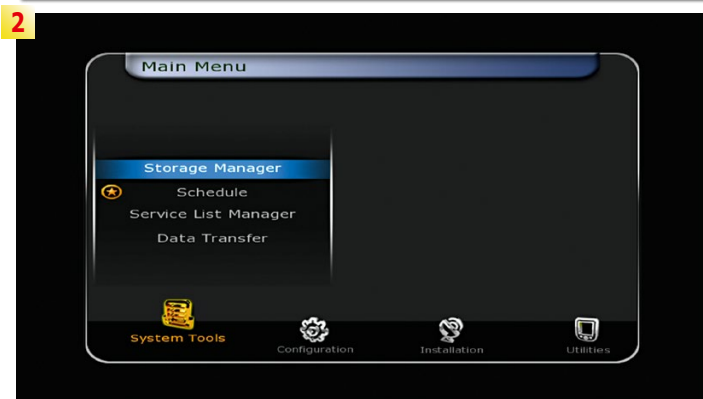 2
Main Menu
Storage Manager
Schedule
Service List Manager
Data Transfer
System Tools
Configuration
Installation
Utilities